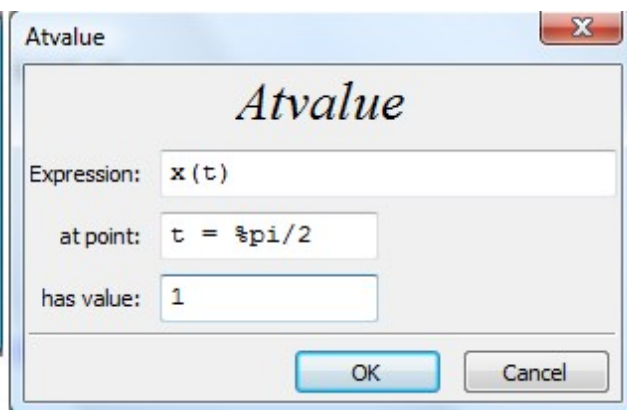 Atvalue
Atvalue
Expression: x(t)
at point: t = %pi/2
has value: 1
OK Cancel